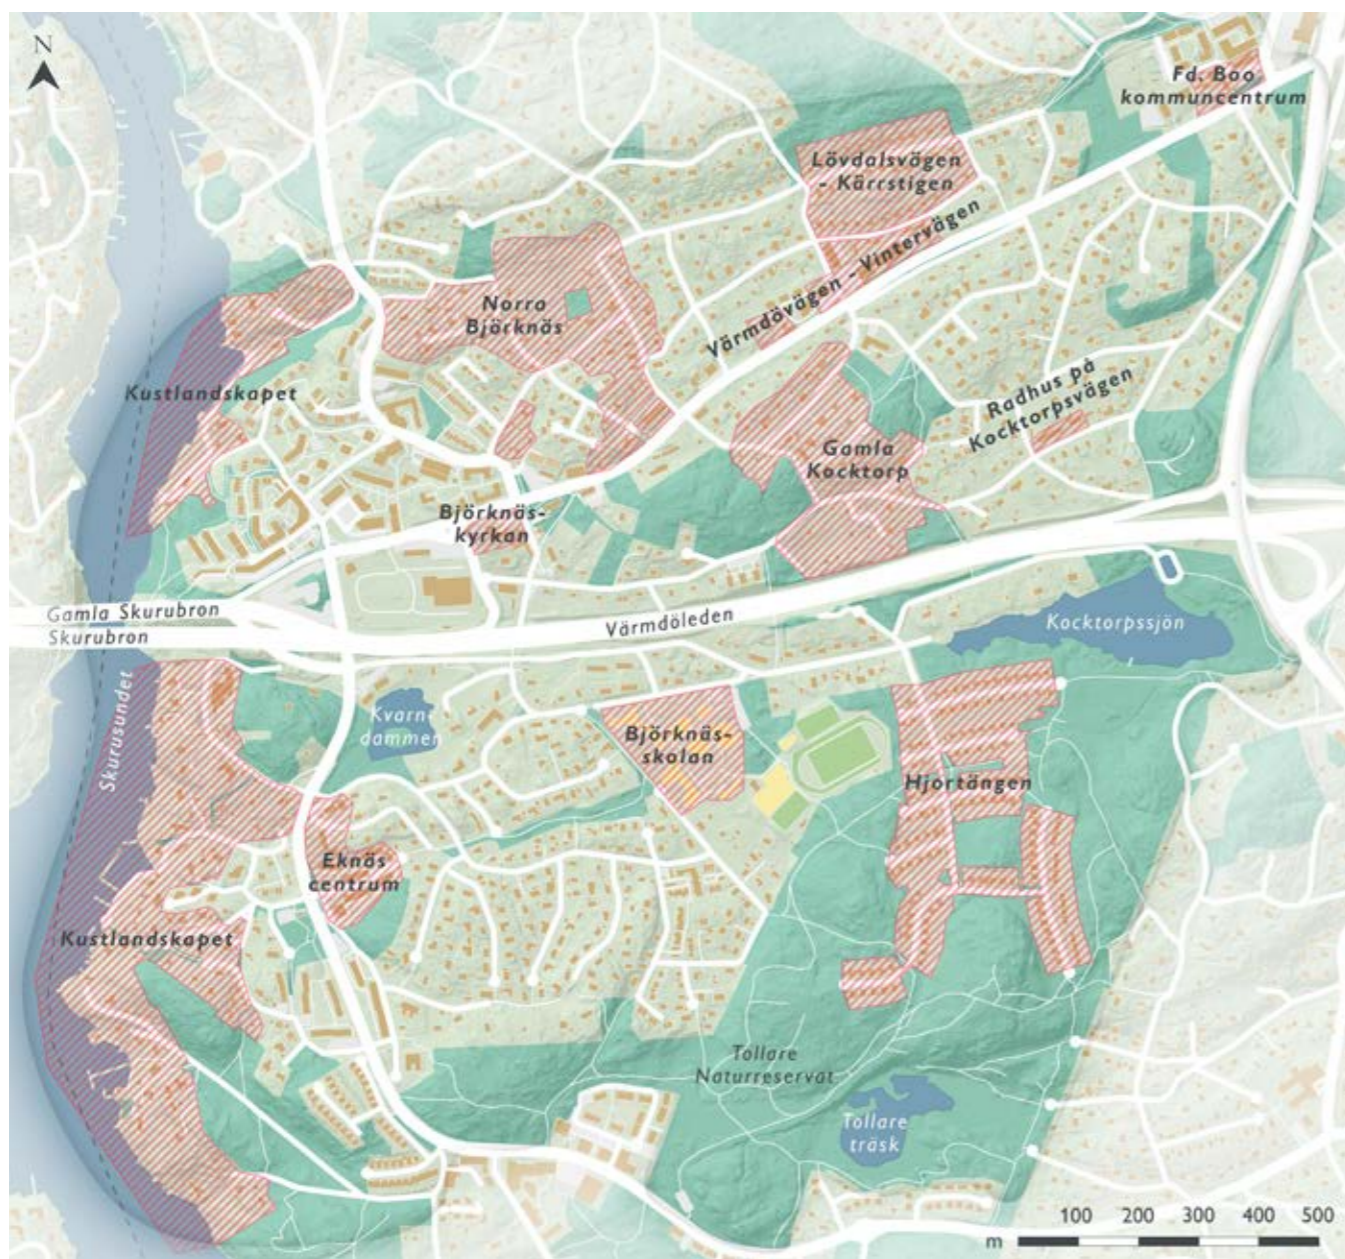 N
Fd. Boo
kommuncentrum
Lövdalsvägen
- Kärrstigen
Värmdövägen - Vintervägen
Norra
Björknäs
Kustlandskapet
Radhus på
Kocktorpsvägen
Gamla
Kocktorp
Björknäs-
kyrkan
Gamla Skurubron
Skurubron
Värmdöleden
Kocktorpssjön
Skurusundet
Kvarn-
dammen
Björknäs-
skolan
Hjortängen
Eknäs
centrum
Kustlandskapet
Tollare
Naturreservat
Tollare
träsk
100 200 300 400 500
m